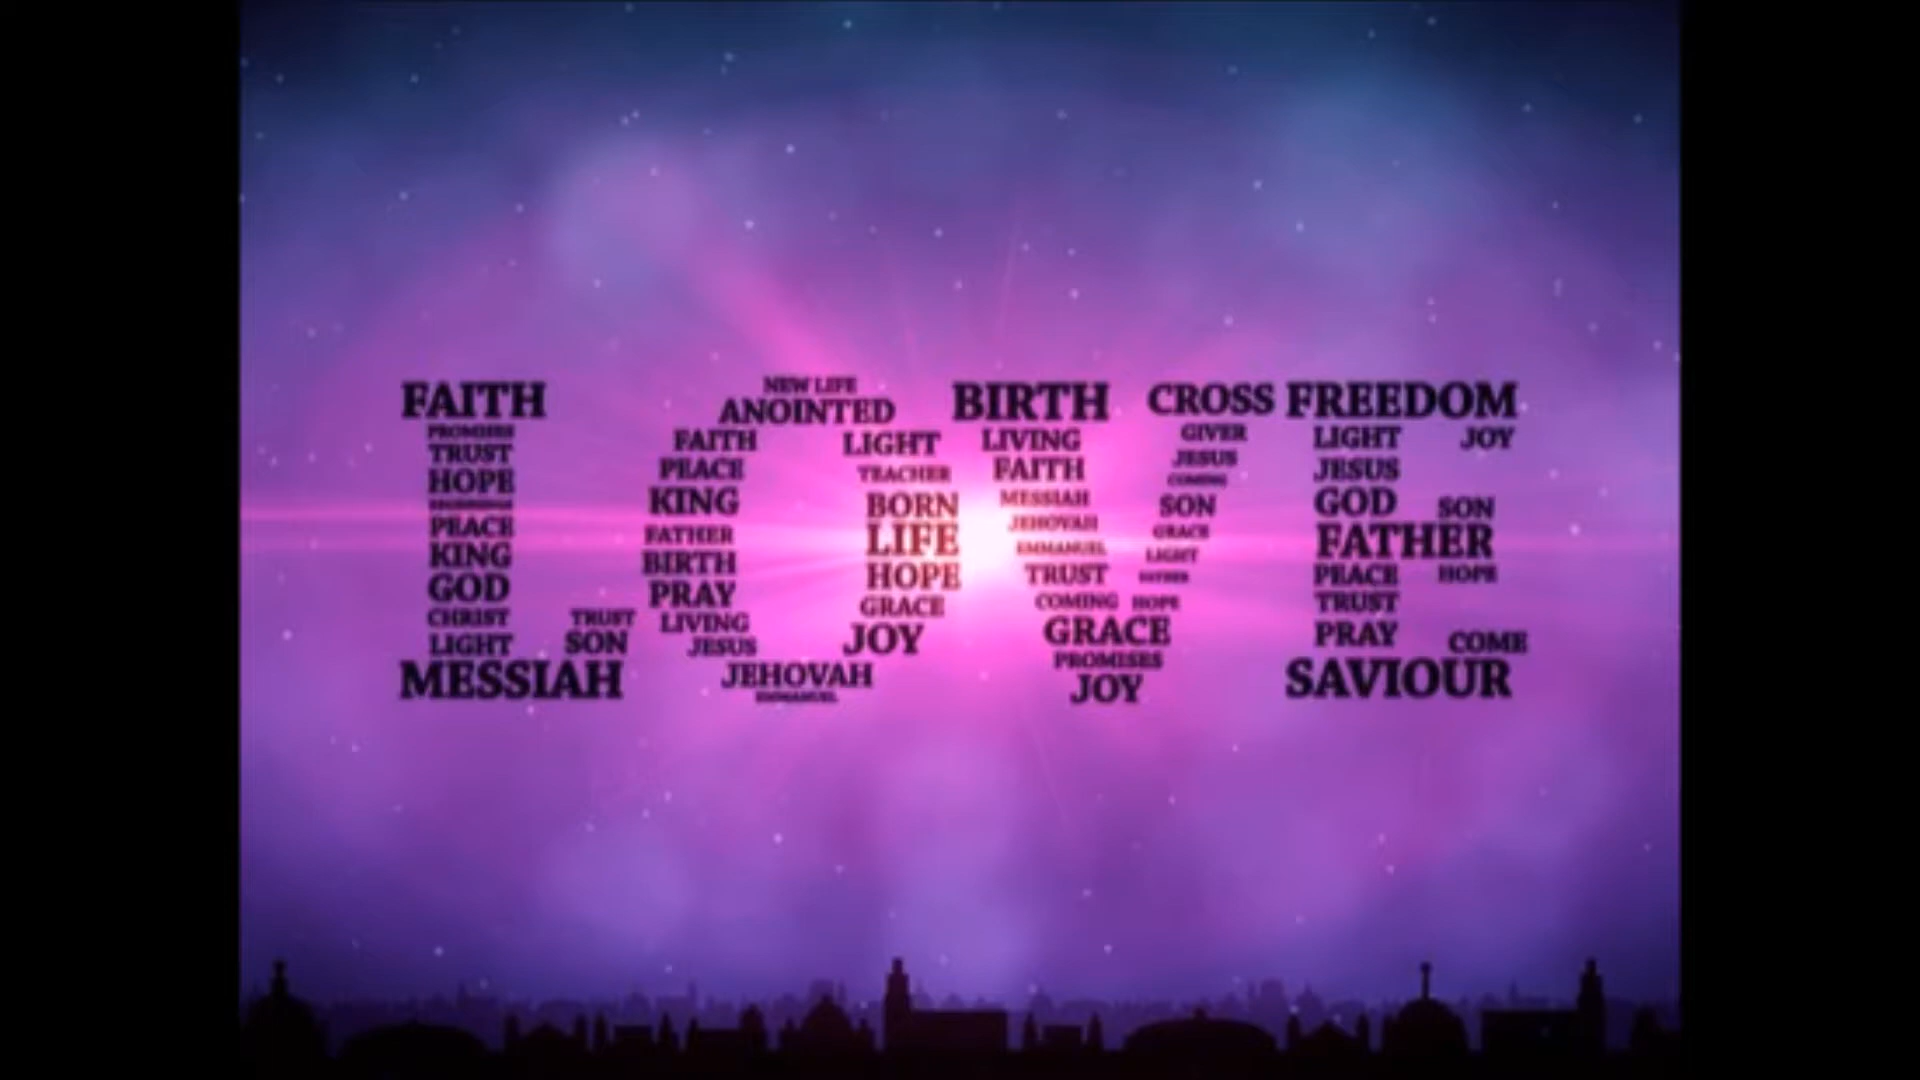 FAITH
PROMISES
TRUST
HOPE
PEACE
KING
GOD
CHRIST
LIGHT
TRUST
SON
MESSIAH
NEW LIFE
ANOINTED
FAITH
LIGHT
PEACE
TEACHER
KING
BORN
FATHER
LIFE
BIRTH
HOPE
PRAY
GRACE
LIVING
JOY
JESUS
JEHOVAH
EMMANUEL
BIRTH
CROSS
LIVING
GIVER
FAITH
JESUS
COMING
MESSIAH
SON
JEHOVAH
GRACE
EMMANUEL
LIGHT
TRUST
FATHER
COMING
HOPE
GRACE
PROMISES
JOY
FREEDOM
LIGHT
JOY
JESUS
GOD
SON
FATHER
PEACE
HOPE
TRUST
PRAY
COME
SAVIOUR